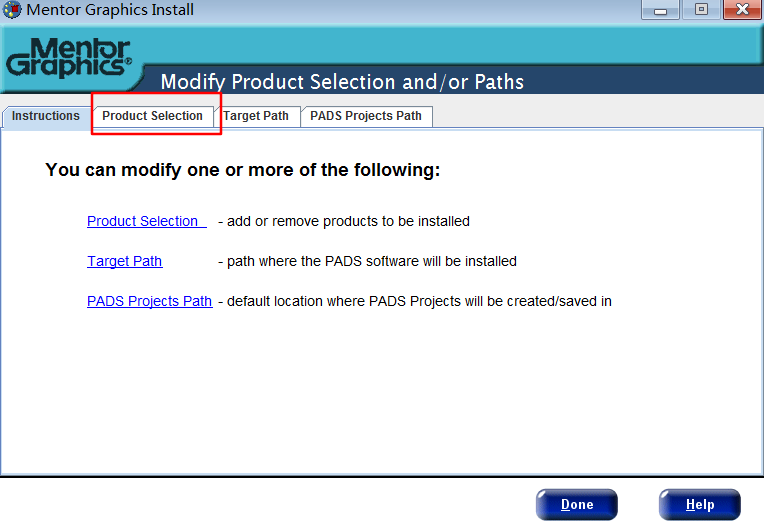 Mentor Graphics Install
Mentor
Graphics®
Modify Product Selection and/or Paths
Instructions Product Selection Target Path PADS Projects Path
You can modify one or more of the following:
Product Selection - add or remove products to be installed
Target Path - path where the PADS software will be installed
PADS Projects Path - default location where PADS Projects will be created/saved in
Done Help